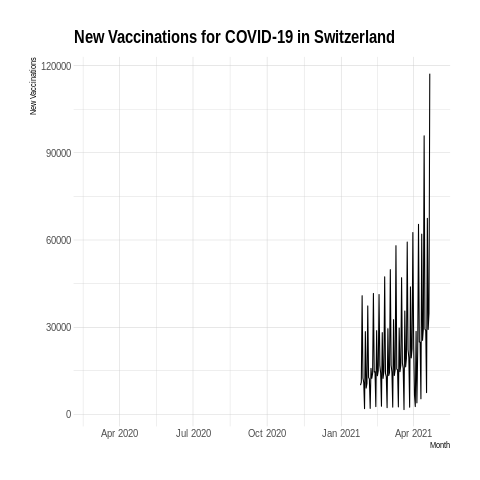 New Vaccinations for COVID-19 in Switzerland
New Vaccinations
120000
90000
60000
30000
0
Apr 2020 Jul 2020 Oct 2020 Jan 2021 Apr 2021
Month